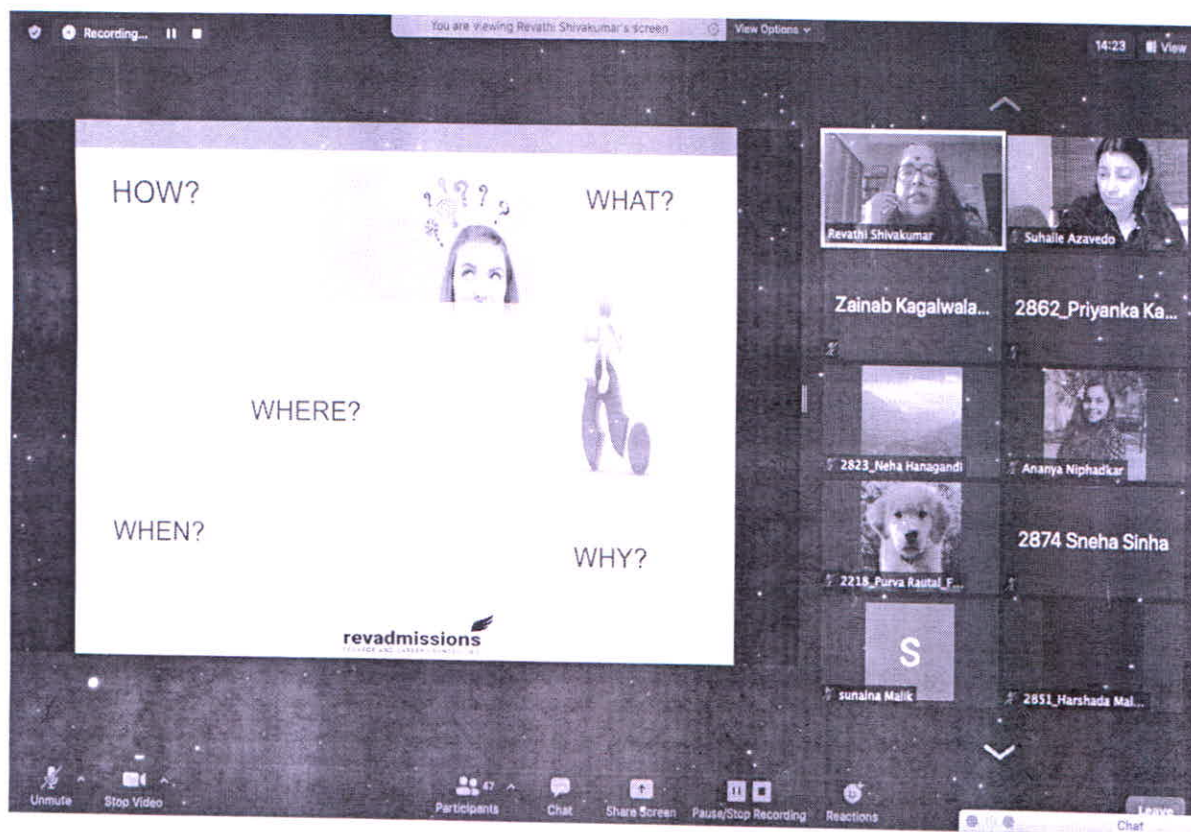 Recording...
You are viewing Revathi Shivakumar's screen
View Options
14:23
View
HOW?
? ? ? ?
WHAT?
WHERE?
WHEN?
WHY?
revadmissions
Revathi Shivakumar
Suhaile Azavedo
Zainab Kagalwala...
2862_Priyanka Ka...
2823_Neha Hanagandi
Ananya Niphadkar
2218_Purva Rautal_F...
2874 Sneha Sinha
S
sunaina Malik
2851_Harshada Mal...
Unmute
Stop Video
Participants
47
Chat
Share Screen
Pause/Stop Recording
Reactions
Leave
Chat